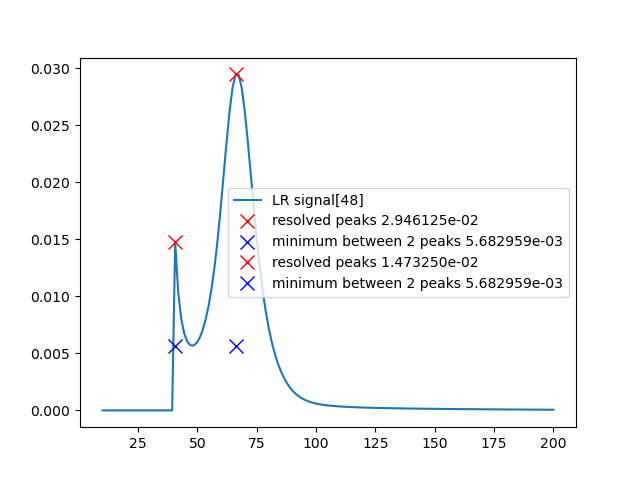 0.030
0.025
0.020
0.015
0.010
0.005
0.000
LR signal[48]
resolved peaks 2.946125e-02
minimum between 2 peaks 5.682959e-03
resolved peaks 1.473250e-02
minimum between 2 peaks 5.682959e-03
25 50 75 100 125 150 175 200